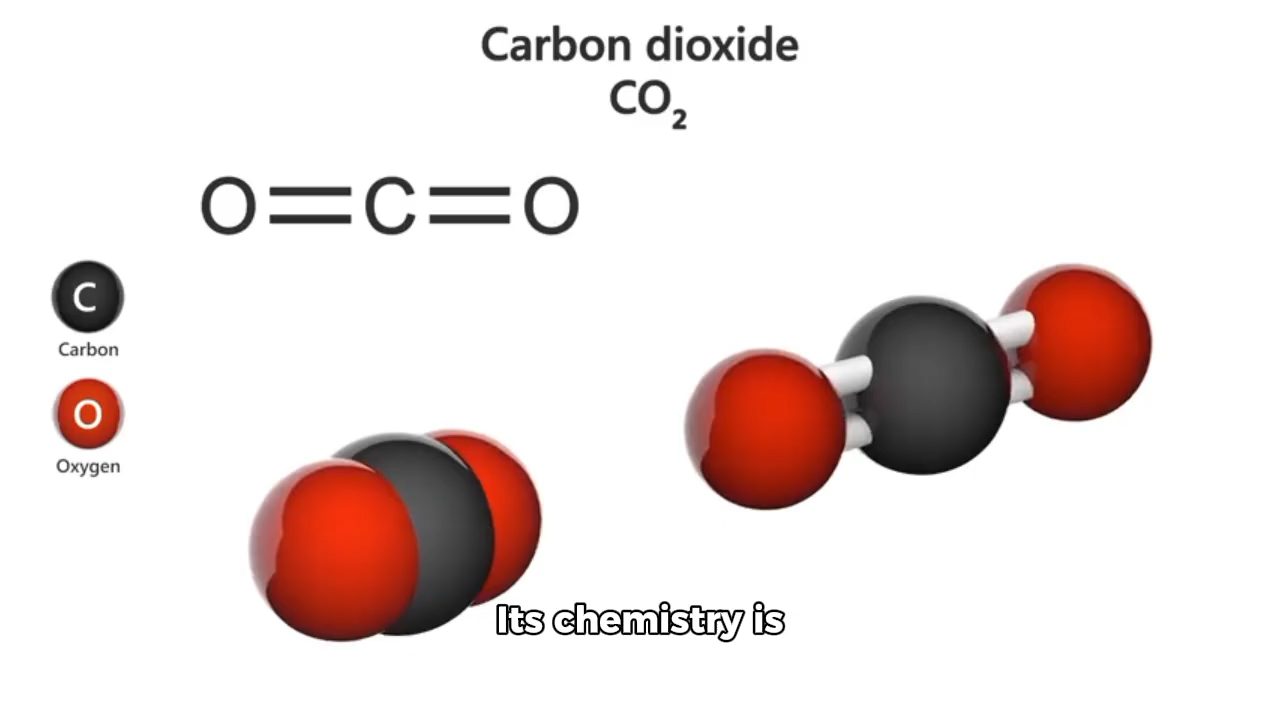 Carbon dioxide
CO₂
O=C=O
C
Carbon
O
Oxygen
Its chemistry is